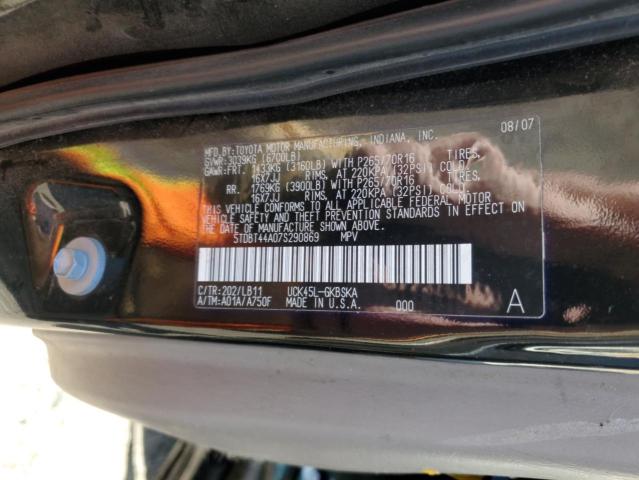 08/07
MFD. BY: TOYOTA MOTOR MANUFACTURING, INDIANA, INC.
GVWR: 3039KG (6700LB)
GAWR: FRT. 1433KG (3160LB) WITH P265/70R16 TIRES,
16X7JJ RIMS, AT 220KPA (32PSI) COLD
RR. 1769KG (3900LB) WITH P265/70R16 TIRES,
16X7JJ RIMS, AT 220KPA (32PSI) COLD
THIS VEHICLE CONFORMS TO ALL APPLICABLE FEDERAL MOTOR
VEHICLE SAFETY AND THEFT PREVENTION STANDARDS IN EFFECT ON
THE DATE OF MANUFACTURE SHOWN ABOVE.
5TDBT44A07S290869 MPV
C/TR: 202/LB11 UCK45L-GKBSKA
A/TM: A01A/A750F MADE IN U.S.A. 000 A